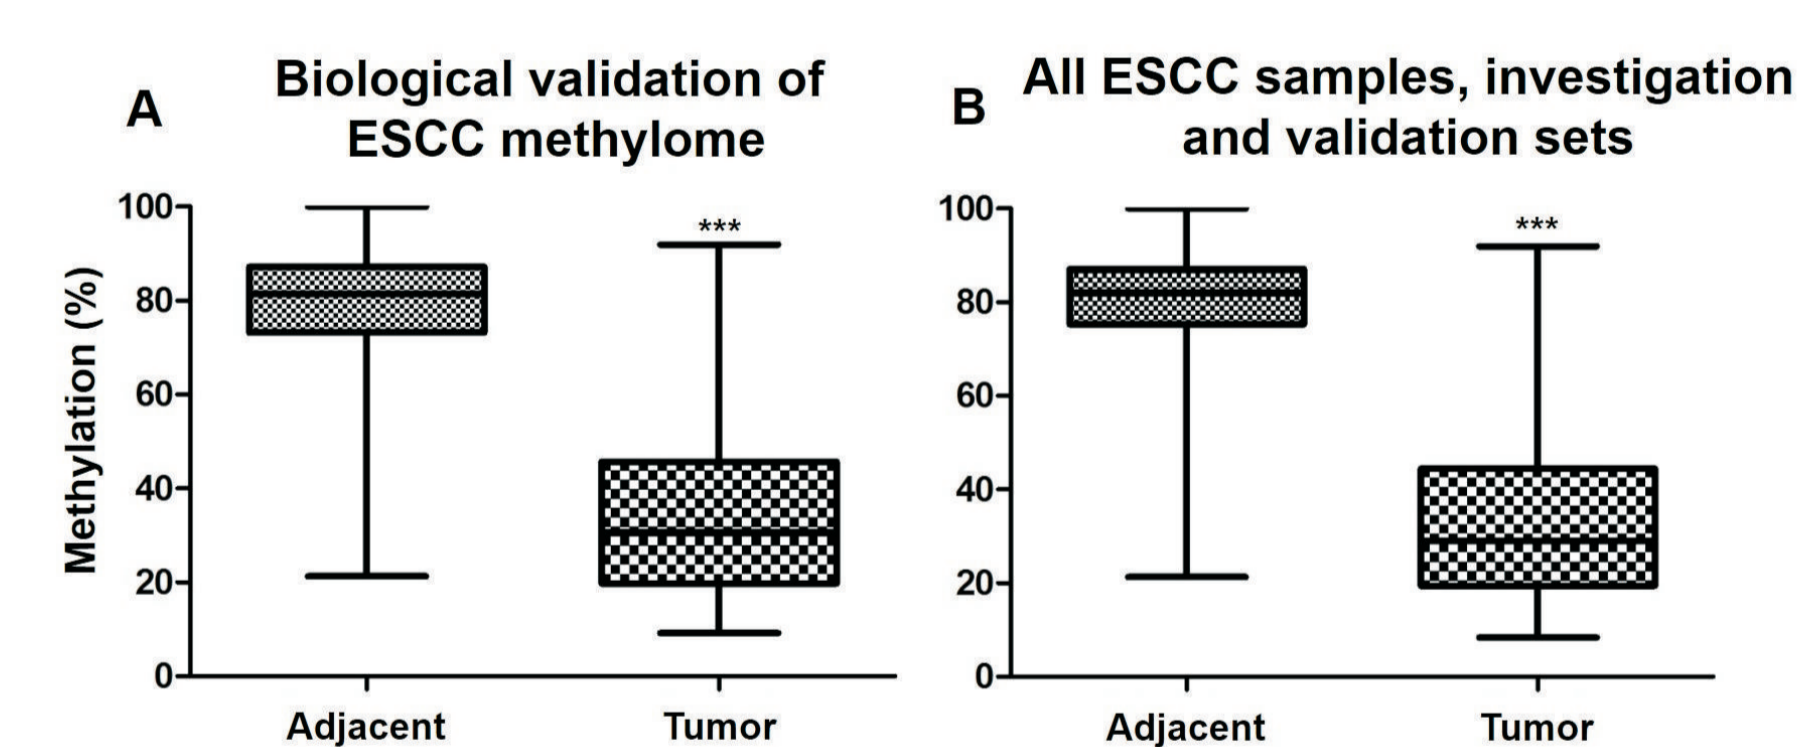 A
Biological validation of
ESCC methylome
Methylation (%)
100
80
60
40
20
0
***
Adjacent
Tumor
B
All ESCC samples, investigation
and validation sets
100
80
60
40
20
0
***
Adjacent
Tumor